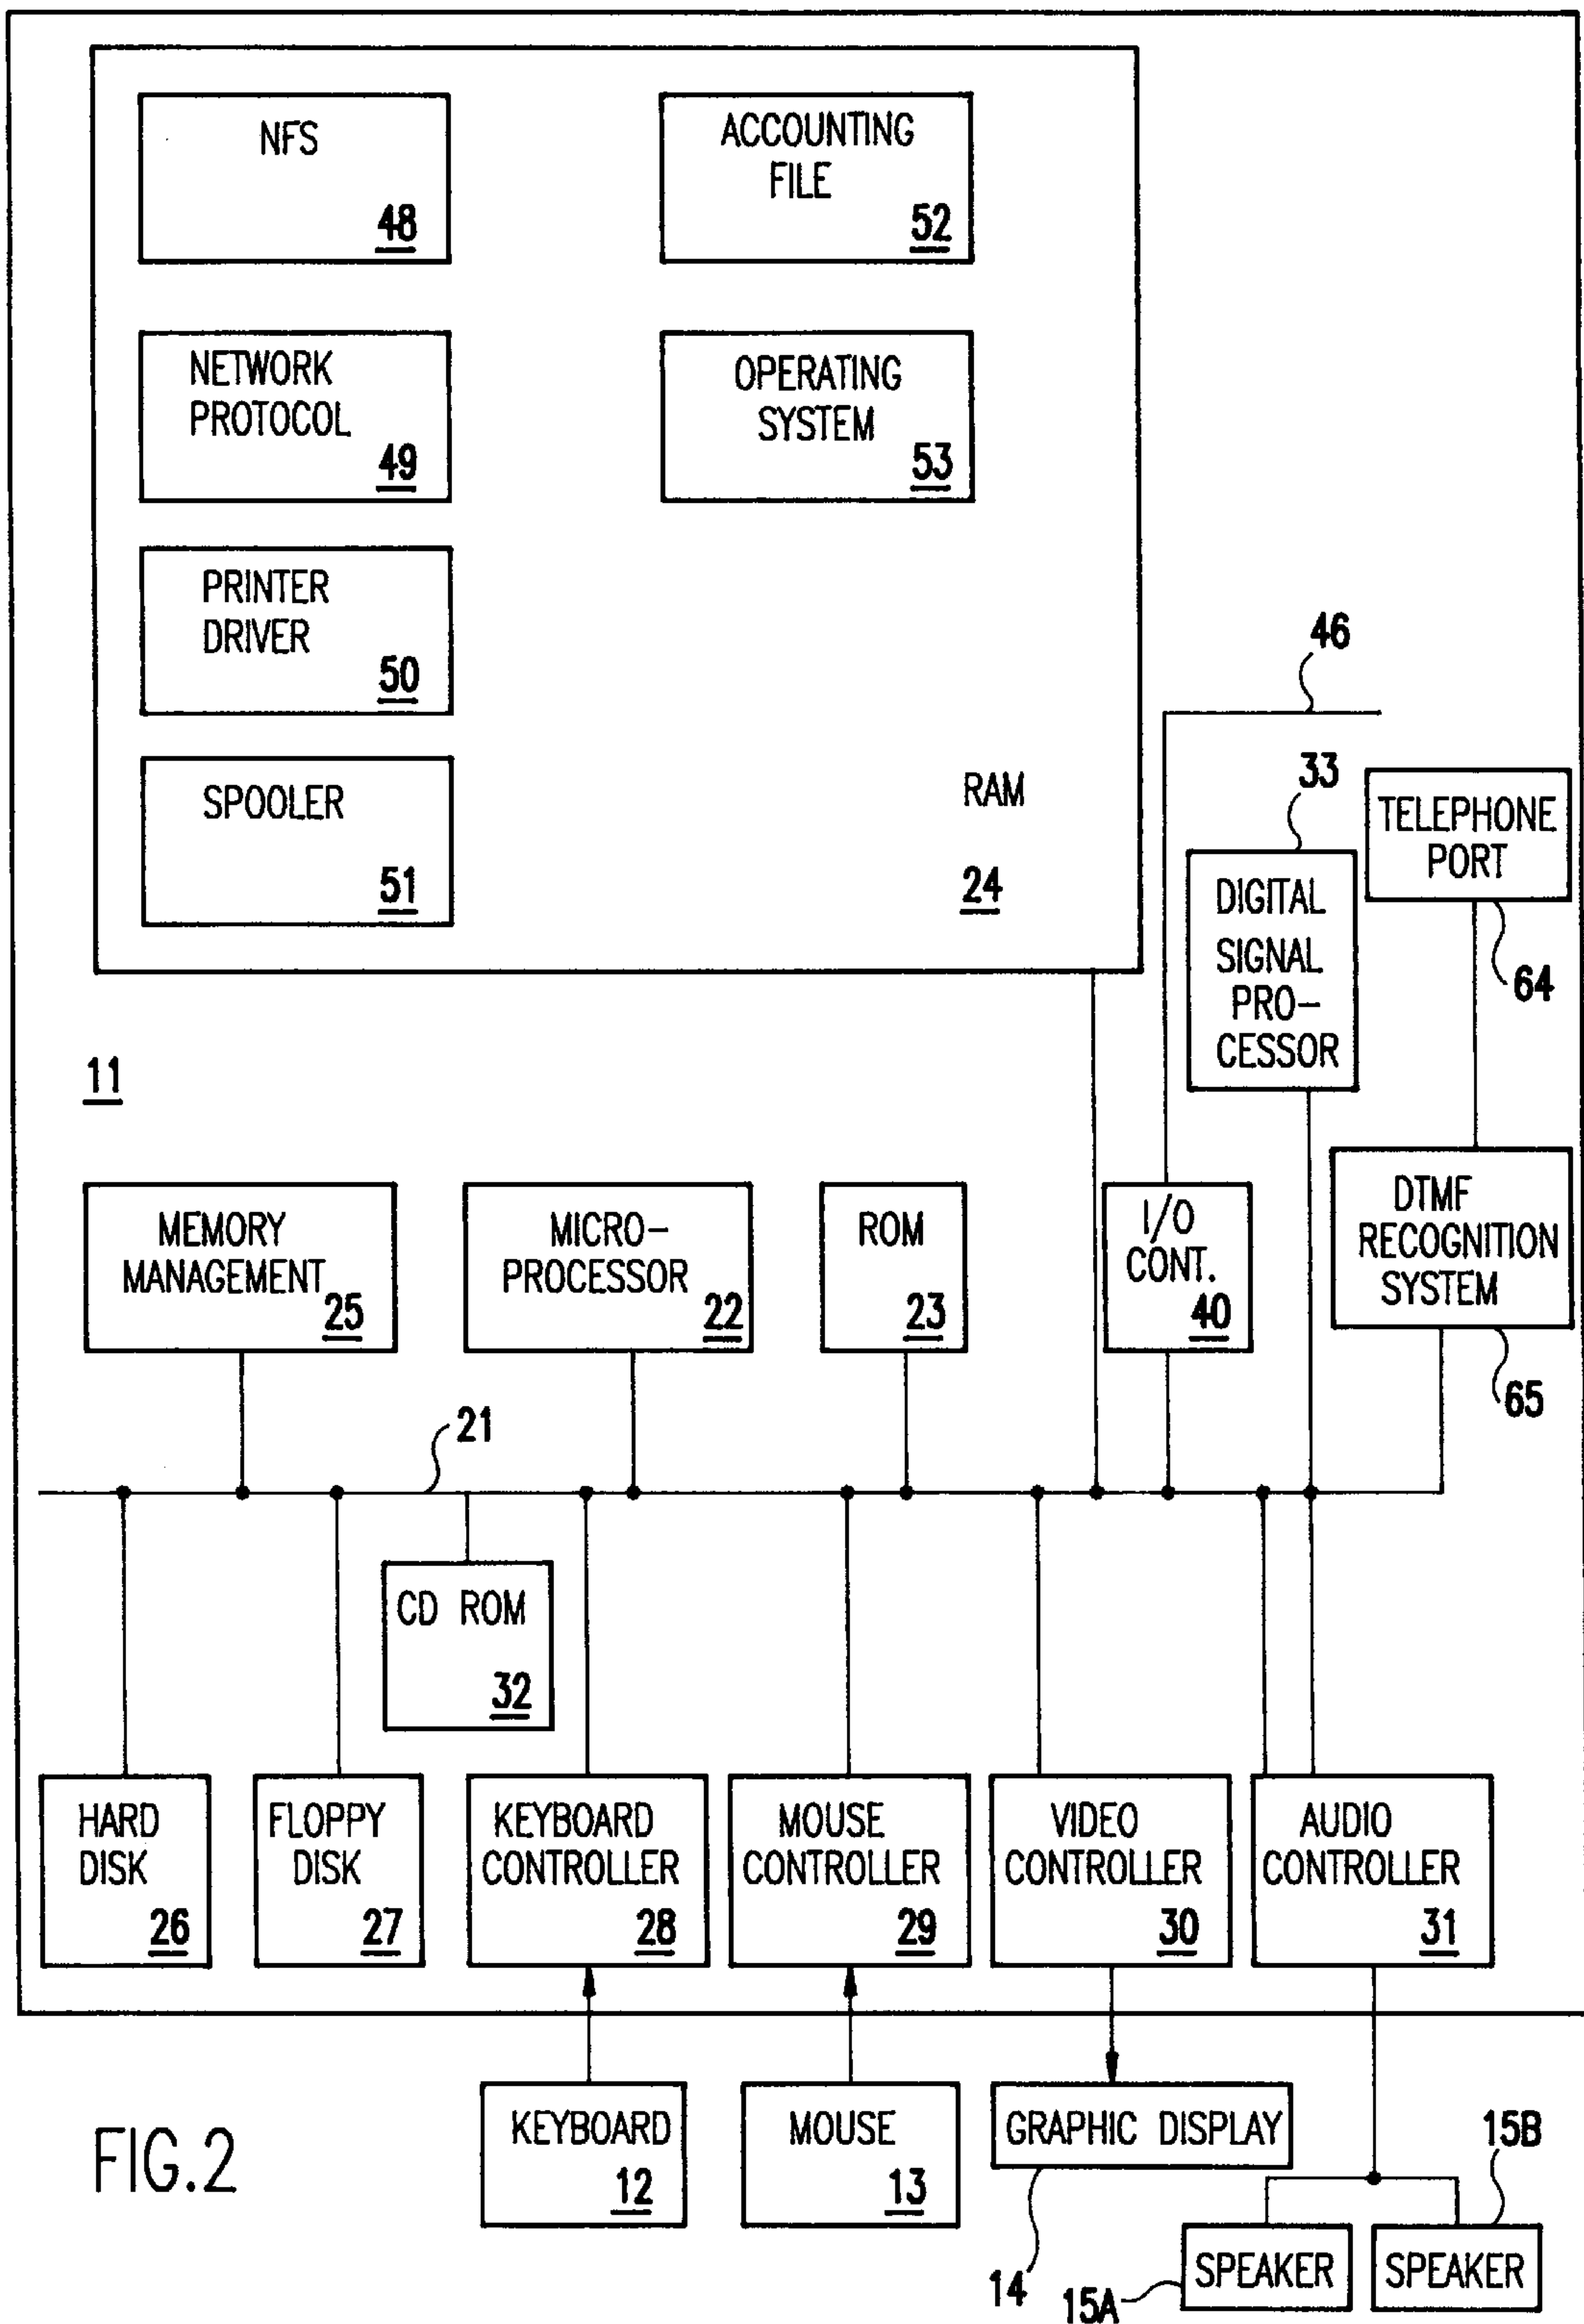 NFS
48
ACCOUNTING
FILE
52
NETWORK
PROTOCOL
49
OPERATING
SYSTEM
53
PRINTER
DRIVER
50
SPOOLER
51
RAM
24
46
33
DIGITAL
SIGNAL
PRO-
CESSOR
TELEPHONE
PORT
64
11
MEMORY
MANAGEMENT
25
MICRO-
PROCESSOR
22
ROM
23
I/O
CONT.
40
DTMF
RECOGNITION
SYSTEM
65
21
CD ROM
32
HARD
DISK
26
FLOPPY
DISK
27
KEYBOARD
CONTROLLER
28
MOUSE
CONTROLLER
29
VIDEO
CONTROLLER
30
AUDIO
CONTROLLER
31
FIG.2
KEYBOARD
12
MOUSE
13
GRAPHIC DISPLAY
14
15B
15A
SPEAKER
SPEAKER